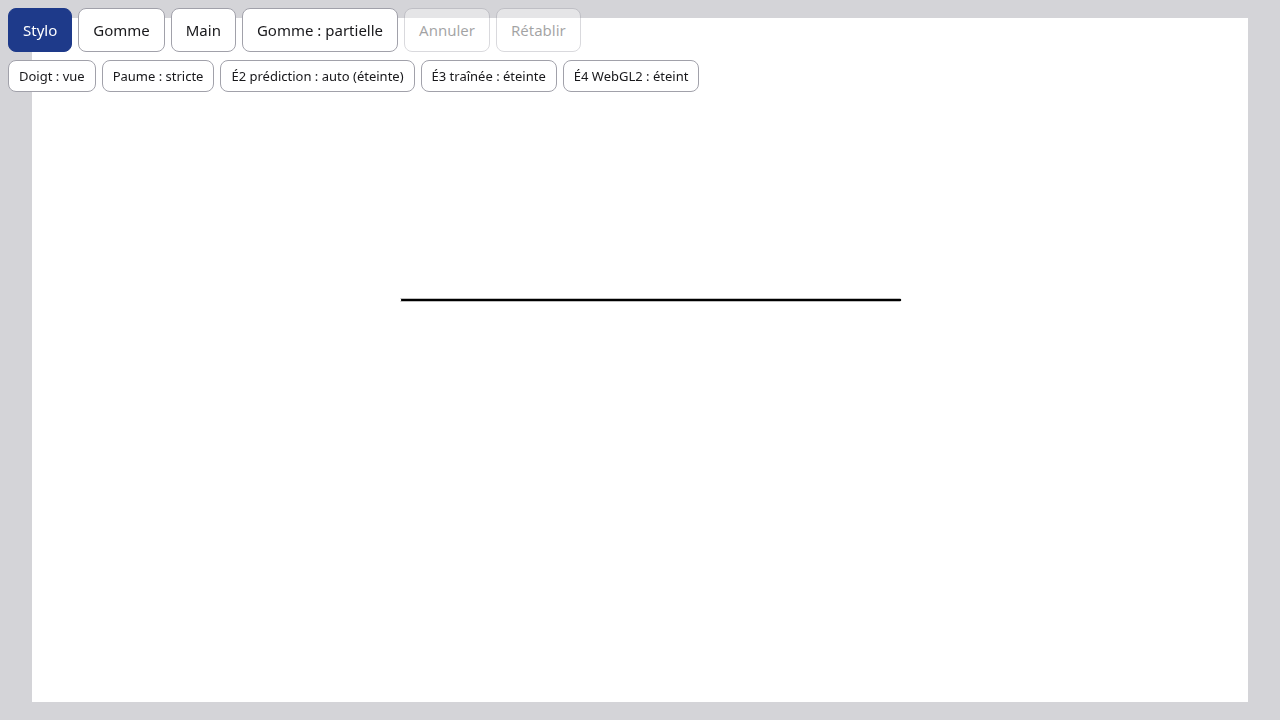 Stylo Gomme Main Gomme : partielle Annuler Rétablir
Doigt : vue Paume : stricte É2 prédiction : auto (éteinte) É3 traînée : éteinte É4 WebGL2 : éteint